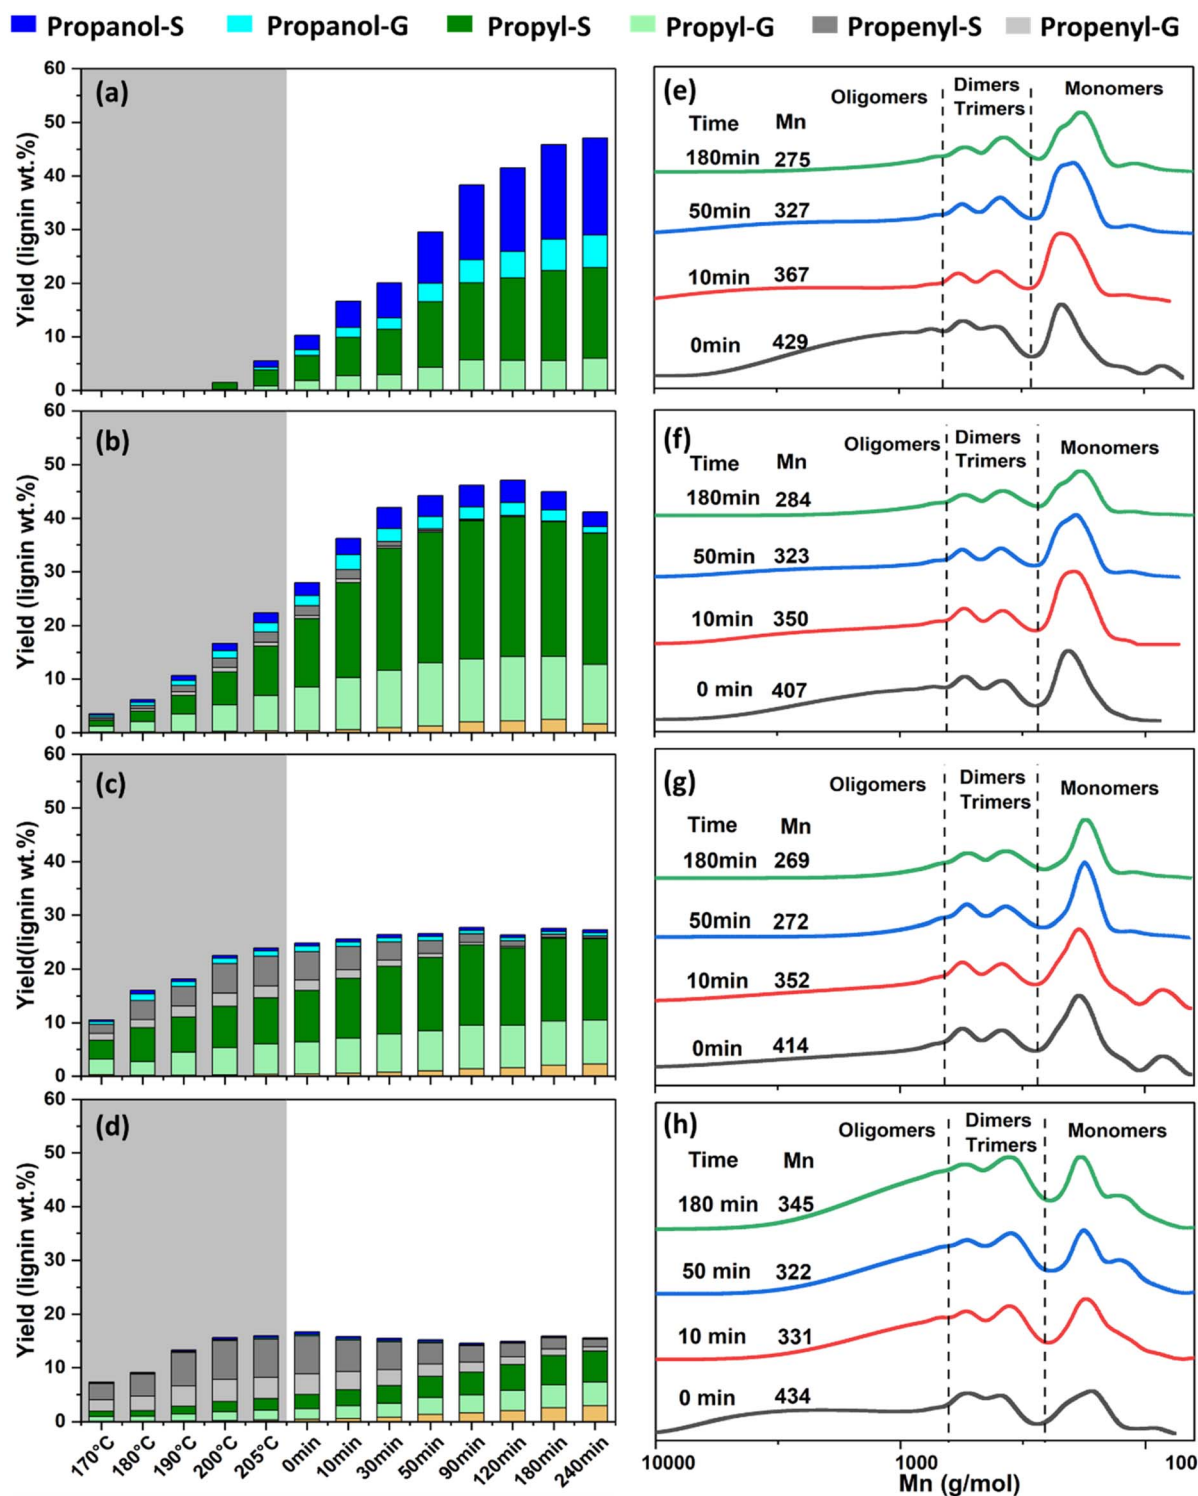 Propanol-S Propanol-G Propyl-S Propyl-G Propenyl-S Propenyl-G
(a)
Yield (lignin wt.%)
60
50
40
30
20
10
0
(b)
Yield (lignin wt.%)
60
50
40
30
20
10
0
(c)
Yield(lignin wt.%)
60
50
40
30
20
10
0
(d)
Yield (lignin wt.%)
60
50
40
30
20
10
0
170°C 180°C 190°C 200°C 205°C 0min 10min 30min 50min 90min 120min 180min 240min
(e)
Oligomers Dimers Monomers
Trimers
Time Mn
180min 275
50min 327
10min 367
0min 429
(f)
Oligomers Dimers Monomers
Trimers
Time Mn
180min 284
50min 323
10min 350
0 min 407
(g)
Oligomers Dimers Monomers
Trimers
Time Mn
180min 269
50min 272
10min 352
0min 414
(h)
Oligomers Dimers Monomers
Trimers
Time Mn
180 min 345
50 min 322
10 min 331
0 min 434
10000 1000 100
Mn (g/mol)